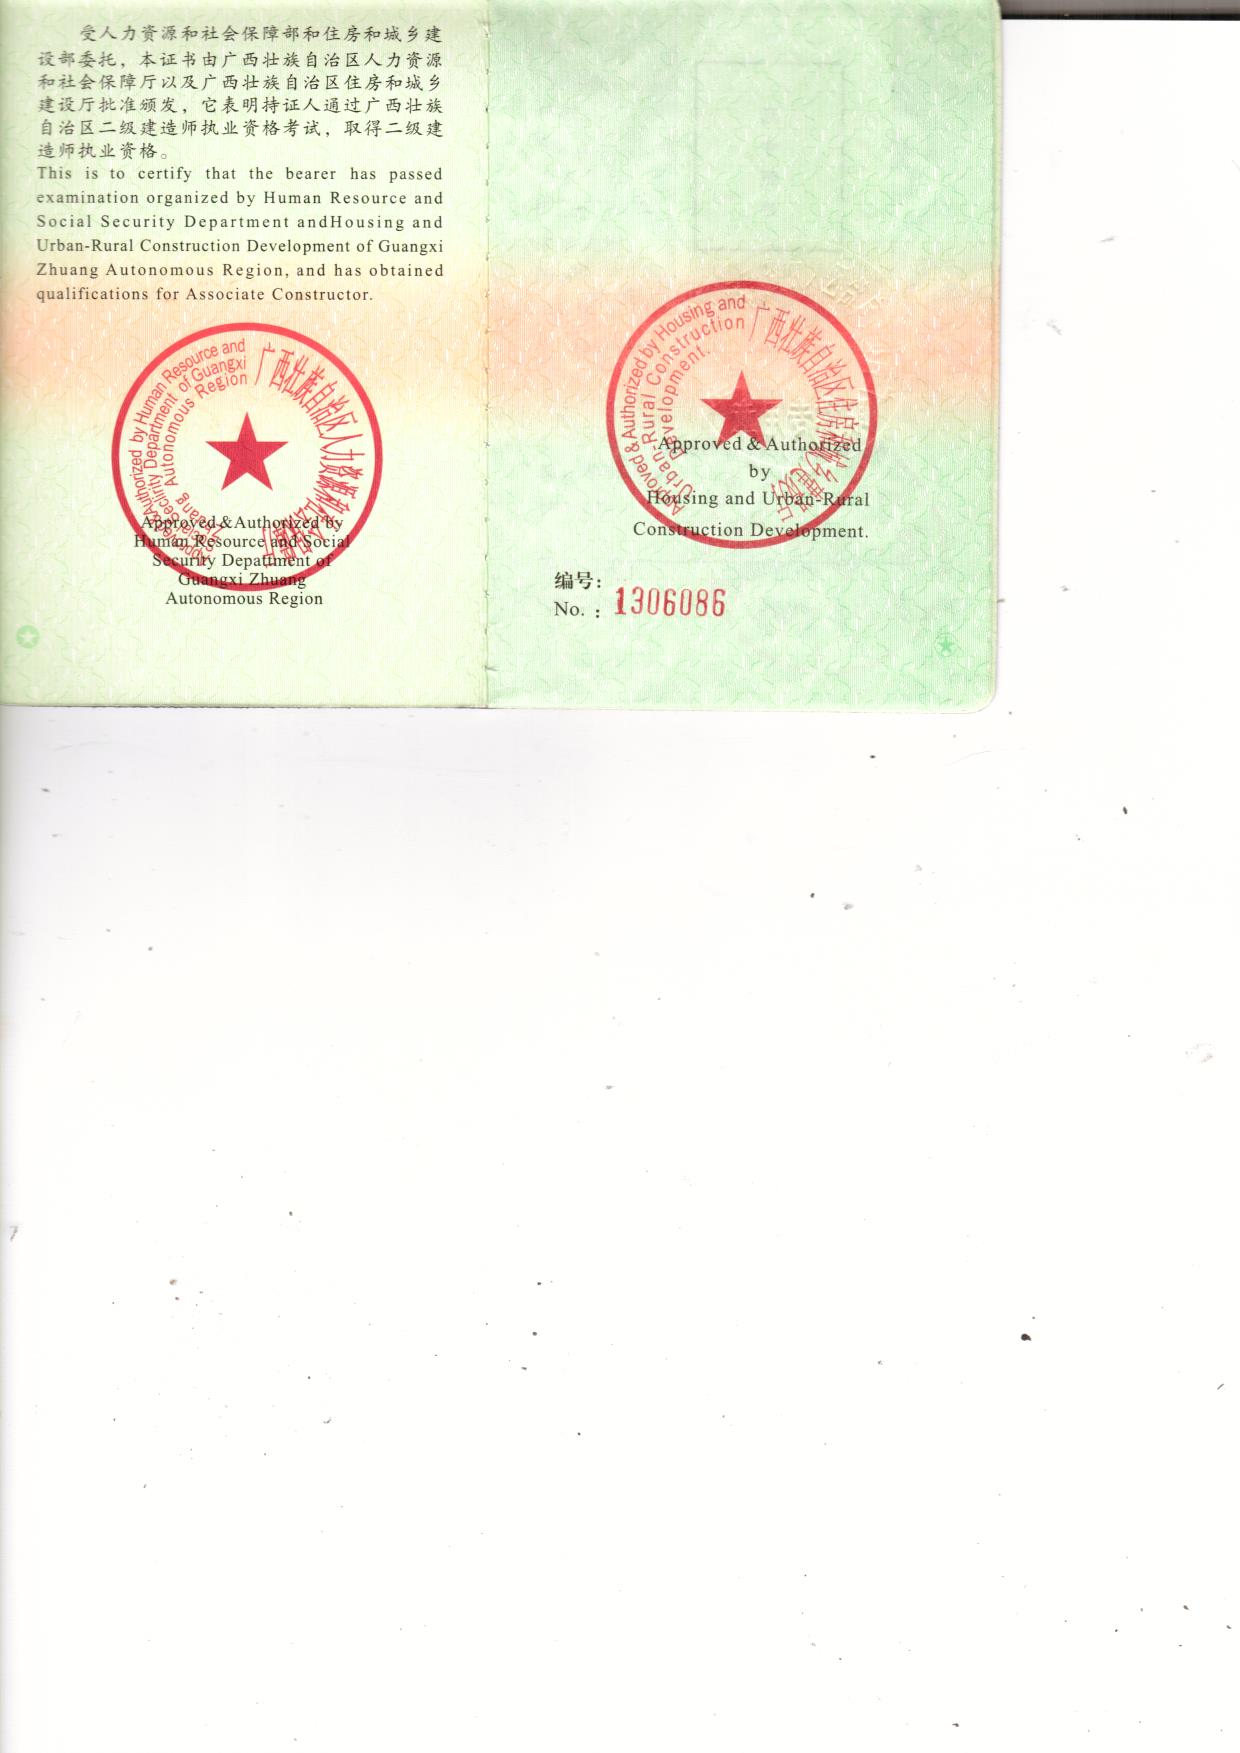 受人力资源和社会保障部和住房和城乡建
设部委托，本证书由广西壮族自治区人力资源
和社会保障厅以及广西壮族自治区住房和城乡
建设厅批准颁发，它表明持证人通过广西壮族
自治区二级建造师执业资格考试，取得二级建
造师执业资格。
This is to certify that the bearer has passed
examination organized by Human Resource and
Social Security Department andHousing and
Urban-Rural Construction Development of Guangxi
Zhuang Autonomous Region, and has obtained
qualifications for Associate Constructor.
Approved & Authorized by Human Resource and
Social Security Department of Guangxi
Zhuang Autonomous Region
广西壮族自治区人力资源和社会保障厅
Approved &Authorized by
Human Resource and Social
Security Department of
Guangxi Zhuang
Autonomous Region
Approved & Authorized by Housing and
Urban-Rural Construction
Development.
广西壮族自治区住房和城乡建设厅
Approved & Authorized
by
Housing and Urban-Rural
Construction Development.
编号：
No. : 1306086